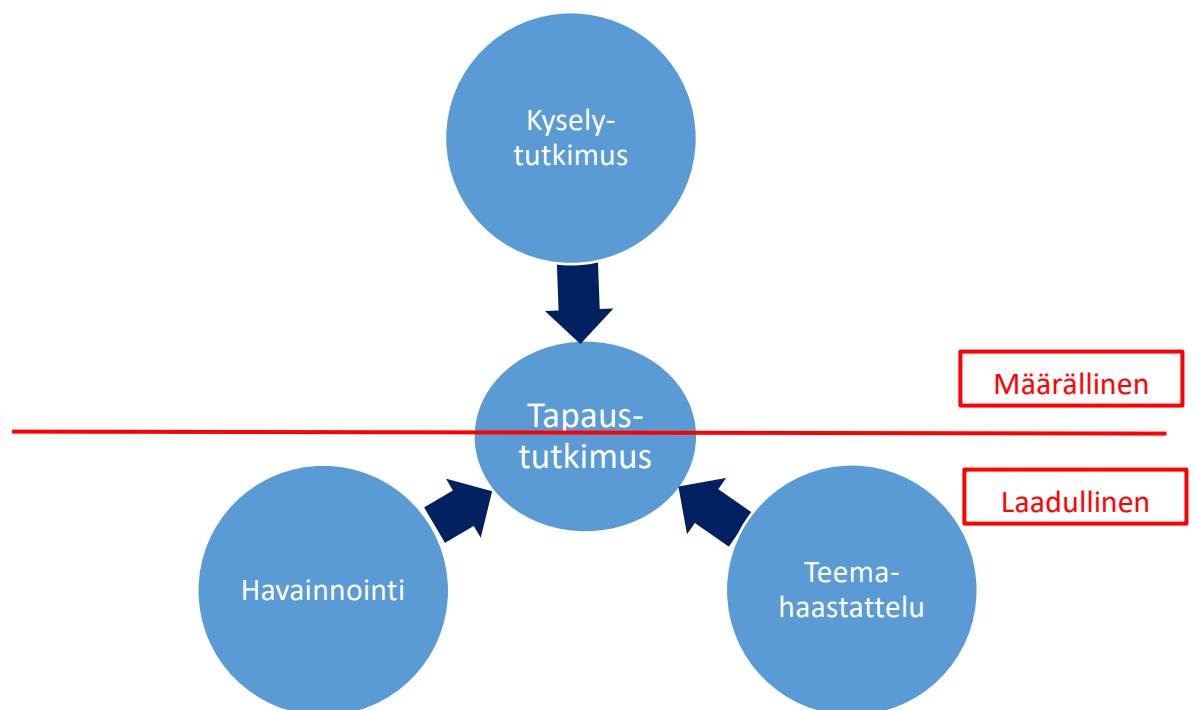 Kysely-
tutkimus
Määrällinen
Tapaus-
tutkimus
Laadullinen
Havainnointi
Teema-
haastattelu